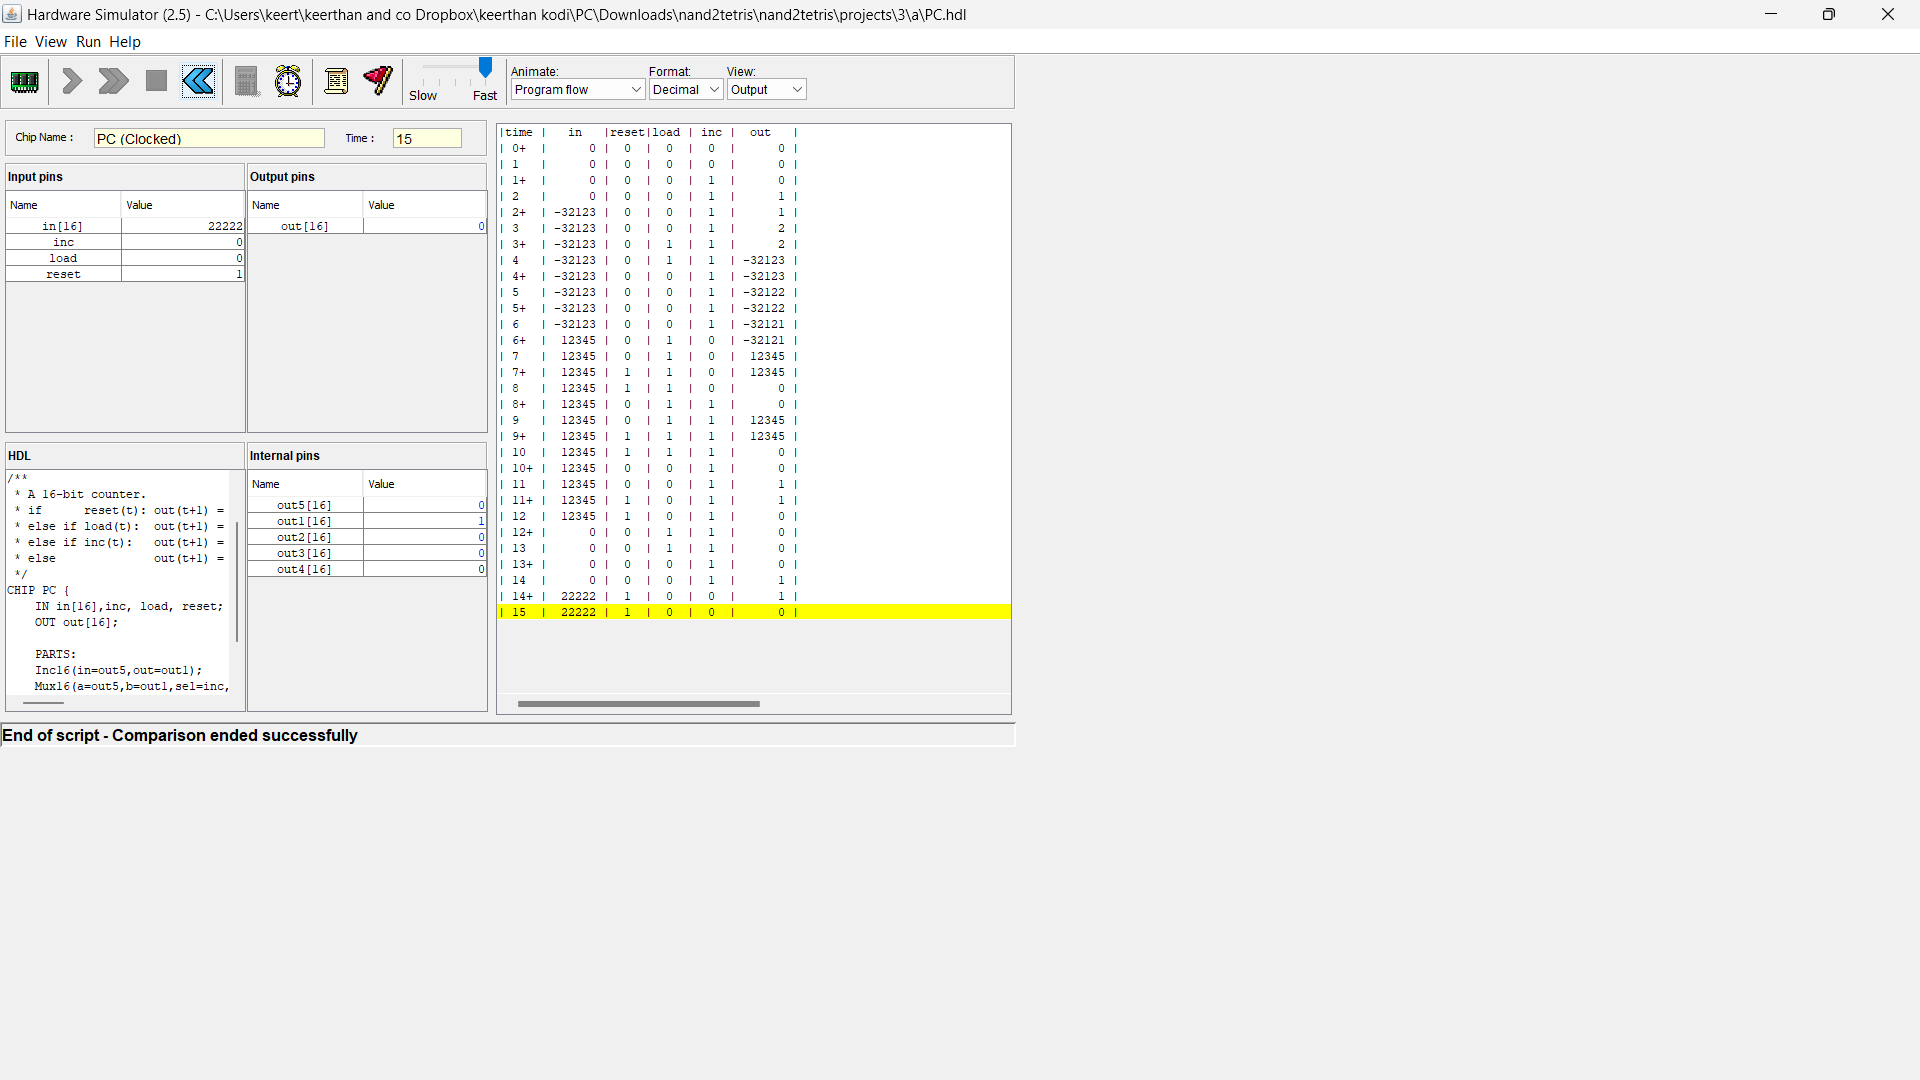 Hardware Simulator (2.5) - C:\Users\keert\keerthan and co Dropbox\keerthan kodi\PC\Downloads\nand2tetris\nand2tetris\projects\3\a\PC.hdl
File View Run Help
Slow Fast
Animate: Format: View:
Program flow Decimal Output
Chip Name : PC (Clocked) Time : 15
Input pins
Name Value
in[16] 22222
inc 0
load 0
reset 1
Output pins
Name Value
out[16] 0
HDL
/**
* A 16-bit counter.
* if reset(t): out(t+1) =
* else if load(t): out(t+1) =
* else if inc(t): out(t+1) =
* else out(t+1) =
*/
CHIP PC {
IN in[16],inc, load, reset;
OUT out[16];
PARTS:
Inc16(in=out5,out=out1);
Mux16(a=out5,b=out1,sel=inc,
Internal pins
Name Value
out5[16] 0
out1[16] 1
out2[16] 0
out3[16] 0
out4[16] 0
|time | in |reset|load | inc | out |
| 0+ | 0 | 0 | 0 | 0 | 0 |
| 1 | 0 | 0 | 0 | 0 | 0 |
| 1+ | 0 | 0 | 0 | 1 | 0 |
| 2 | 0 | 0 | 0 | 1 | 1 |
| 2+ | -32123 | 0 | 0 | 1 | 1 |
| 3 | -32123 | 0 | 0 | 1 | 2 |
| 3+ | -32123 | 0 | 1 | 1 | 2 |
| 4 | -32123 | 0 | 1 | 1 | -32123 |
| 4+ | -32123 | 0 | 0 | 1 | -32123 |
| 5 | -32123 | 0 | 0 | 1 | -32122 |
| 5+ | -32123 | 0 | 0 | 1 | -32122 |
| 6 | -32123 | 0 | 0 | 1 | -32121 |
| 6+ | 12345 | 0 | 1 | 0 | -32121 |
| 7 | 12345 | 0 | 1 | 0 | 12345 |
| 7+ | 12345 | 1 | 1 | 0 | 12345 |
| 8 | 12345 | 1 | 1 | 0 | 0 |
| 8+ | 12345 | 0 | 1 | 1 | 0 |
| 9 | 12345 | 0 | 1 | 1 | 12345 |
| 9+ | 12345 | 1 | 1 | 1 | 12345 |
| 10 | 12345 | 1 | 1 | 1 | 0 |
| 10+ | 12345 | 0 | 0 | 1 | 0 |
| 11 | 12345 | 0 | 0 | 1 | 1 |
| 11+ | 12345 | 1 | 0 | 1 | 1 |
| 12 | 12345 | 1 | 0 | 1 | 0 |
| 12+ | 0 | 0 | 1 | 1 | 0 |
| 13 | 0 | 0 | 1 | 1 | 0 |
| 13+ | 0 | 0 | 0 | 1 | 0 |
| 14 | 0 | 0 | 0 | 1 | 1 |
| 14+ | 22222 | 1 | 0 | 0 | 1 |
| 15 | 22222 | 1 | 0 | 0 | 0 |
End of script - Comparison ended successfully